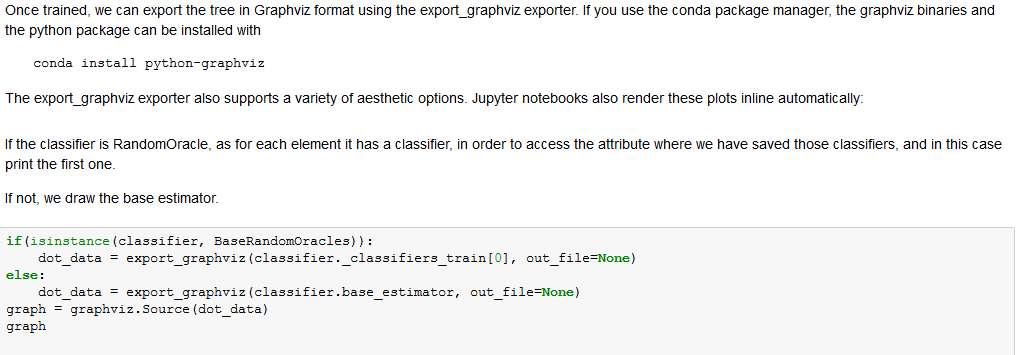 Once trained, we can export the tree in Graphviz format using the export_graphviz exporter. If you use the conda package manager, the graphviz binaries and
the python package can be installed with
conda install python-graphviz
The export_graphviz exporter also supports a variety of aesthetic options. Jupyter notebooks also render these plots inline automatically:
If the classifier is RandomOracle, as for each element it has a classifier, in order to access the attribute where we have saved those classifiers, and in this case
print the first one.
If not, we draw the base estimator.
if(isinstance(classifier, BaseRandomOracles)):
    dot_data = export_graphviz(classifier._classifiers_train[0], out_file=None)
else:
    dot_data = export_graphviz(classifier.base_estimator, out_file=None)
graph = graphviz.Source(dot_data)
graph